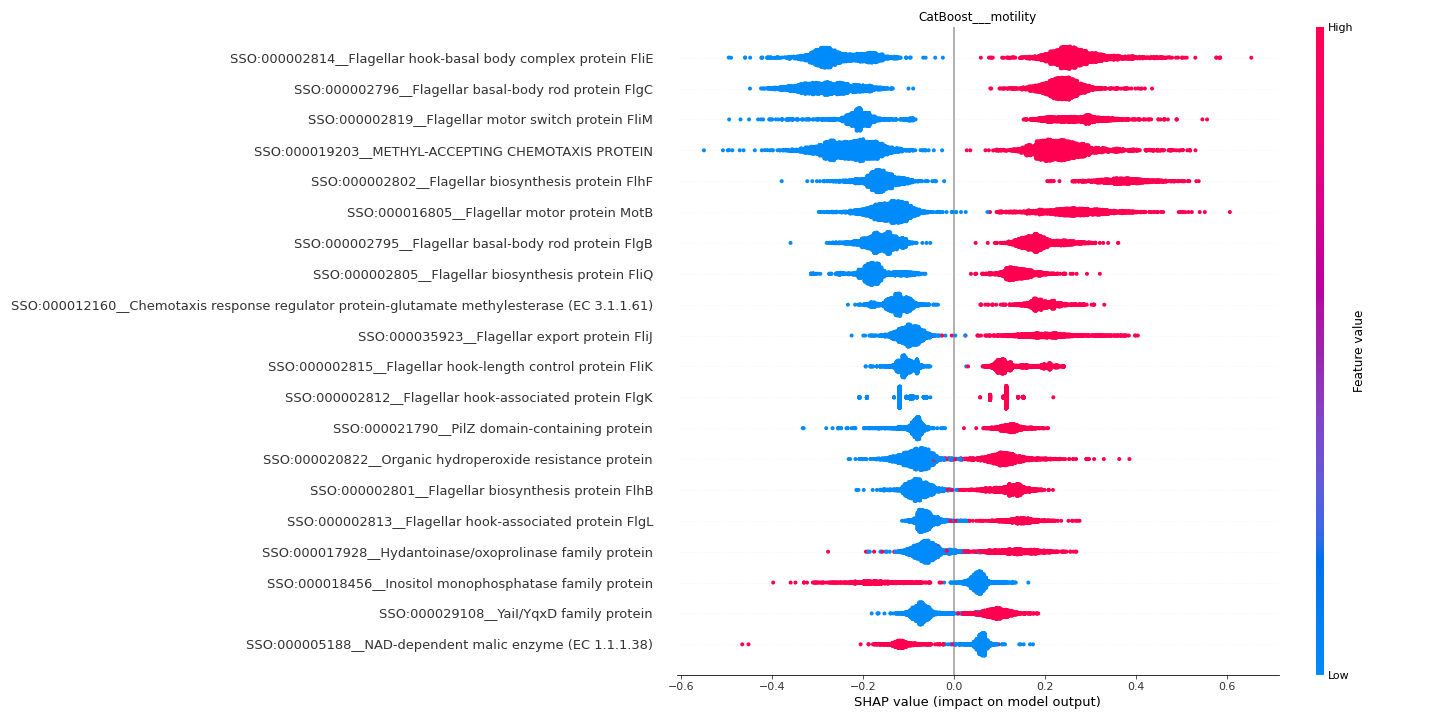 CatBoost___motility
High
SSO:000002814__Flagellar hook-basal body complex protein FliE
SSO:000002796__Flagellar basal-body rod protein FlgC
SSO:000002819__Flagellar motor switch protein FliM
SSO:000019203__METHYL-ACCEPTING CHEMOTAXIS PROTEIN
SSO:000002802__Flagellar biosynthesis protein FlhF
SSO:000016805__Flagellar motor protein MotB
SSO:000002795__Flagellar basal-body rod protein FlgB
SSO:000002805__Flagellar biosynthesis protein FliQ
SSO:000012160__Chemotaxis response regulator protein-glutamate methylesterase (EC 3.1.1.61)
SSO:000035923__Flagellar export protein FliJ
SSO:000002815__Flagellar hook-length control protein FliK
SSO:000002812__Flagellar hook-associated protein FlgK
SSO:000021790__PilZ domain-containing protein
SSO:000020822__Organic hydroperoxide resistance protein
SSO:000002801__Flagellar biosynthesis protein FlhB
SSO:000002813__Flagellar hook-associated protein FlgL
SSO:000017928__Hydantoinase/oxoprolinase family protein
SSO:000018456__Inositol monophosphatase family protein
SSO:000029108__YaiI/YqxD family protein
SSO:000005188__NAD-dependent malic enzyme (EC 1.1.1.38)
Feature value
Low
−0.6 −0.4 −0.2 0.0 0.2 0.4 0.6
SHAP value (impact on model output)